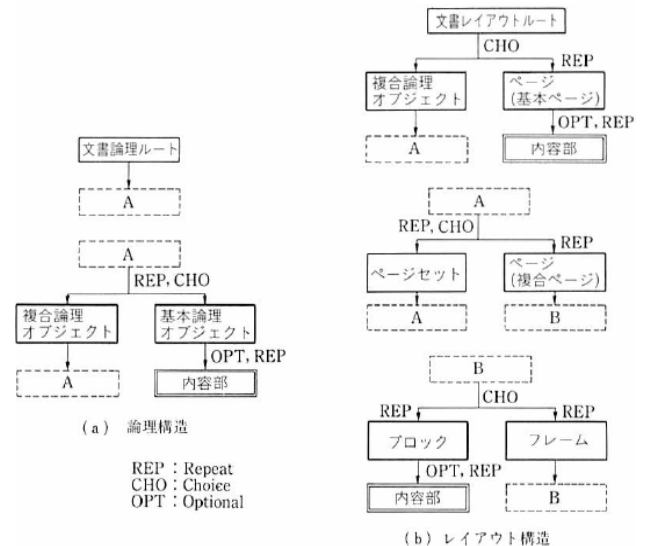 文書論理ルート
A
A
REP, CHO
複合論理
オブジェクト
基本論理
オブジェクト
OPT, REP
A
内容部
(a) 論理構造
REP:Repeat
CHO:Choice
OPT:Optional
文書レイアウトルート
CHO
REP
複合論理
オブジェクト
ページ
(基本ページ)
OPT, REP
A
内容部
A
REP, CHO
REP
ページセット
ページ
(複合ページ)
A
B
B
CHO
REP
REP
ブロック
フレーム
OPT, REP
内容部
B
(b) レイアウト構造